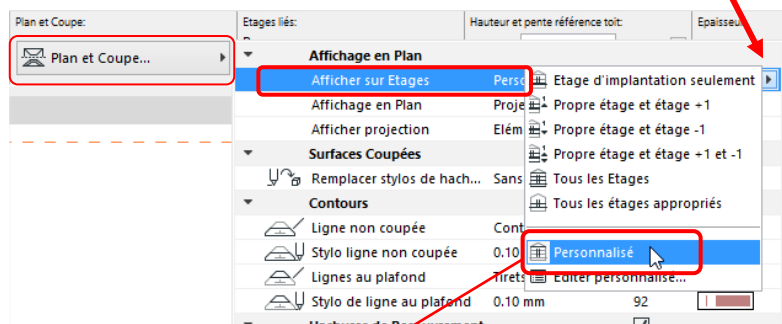 Plan et Coupe: Etages liés: Hauteur et pente référence toit: Epaisseu
Plan et Coupe...
Affichage en Plan
Afficher sur Etages Perso
Etage d'implantation seulement
Affichage en Plan Proje
Propre étage et étage +1
Afficher projection Elém
Propre étage et étage -1
Surfaces Coupées
Propre étage et étage +1 et -1
Remplacer stylos de hach... Sans
Tous les Etages
Contours
Tous les étages appropriés
Ligne non coupée Cont
Stylo ligne non coupée 0.10
Personnalisé
Lignes au plafond Tirets
Editer personnalisé...
Stylo de ligne au plafond 0.10 mm 92